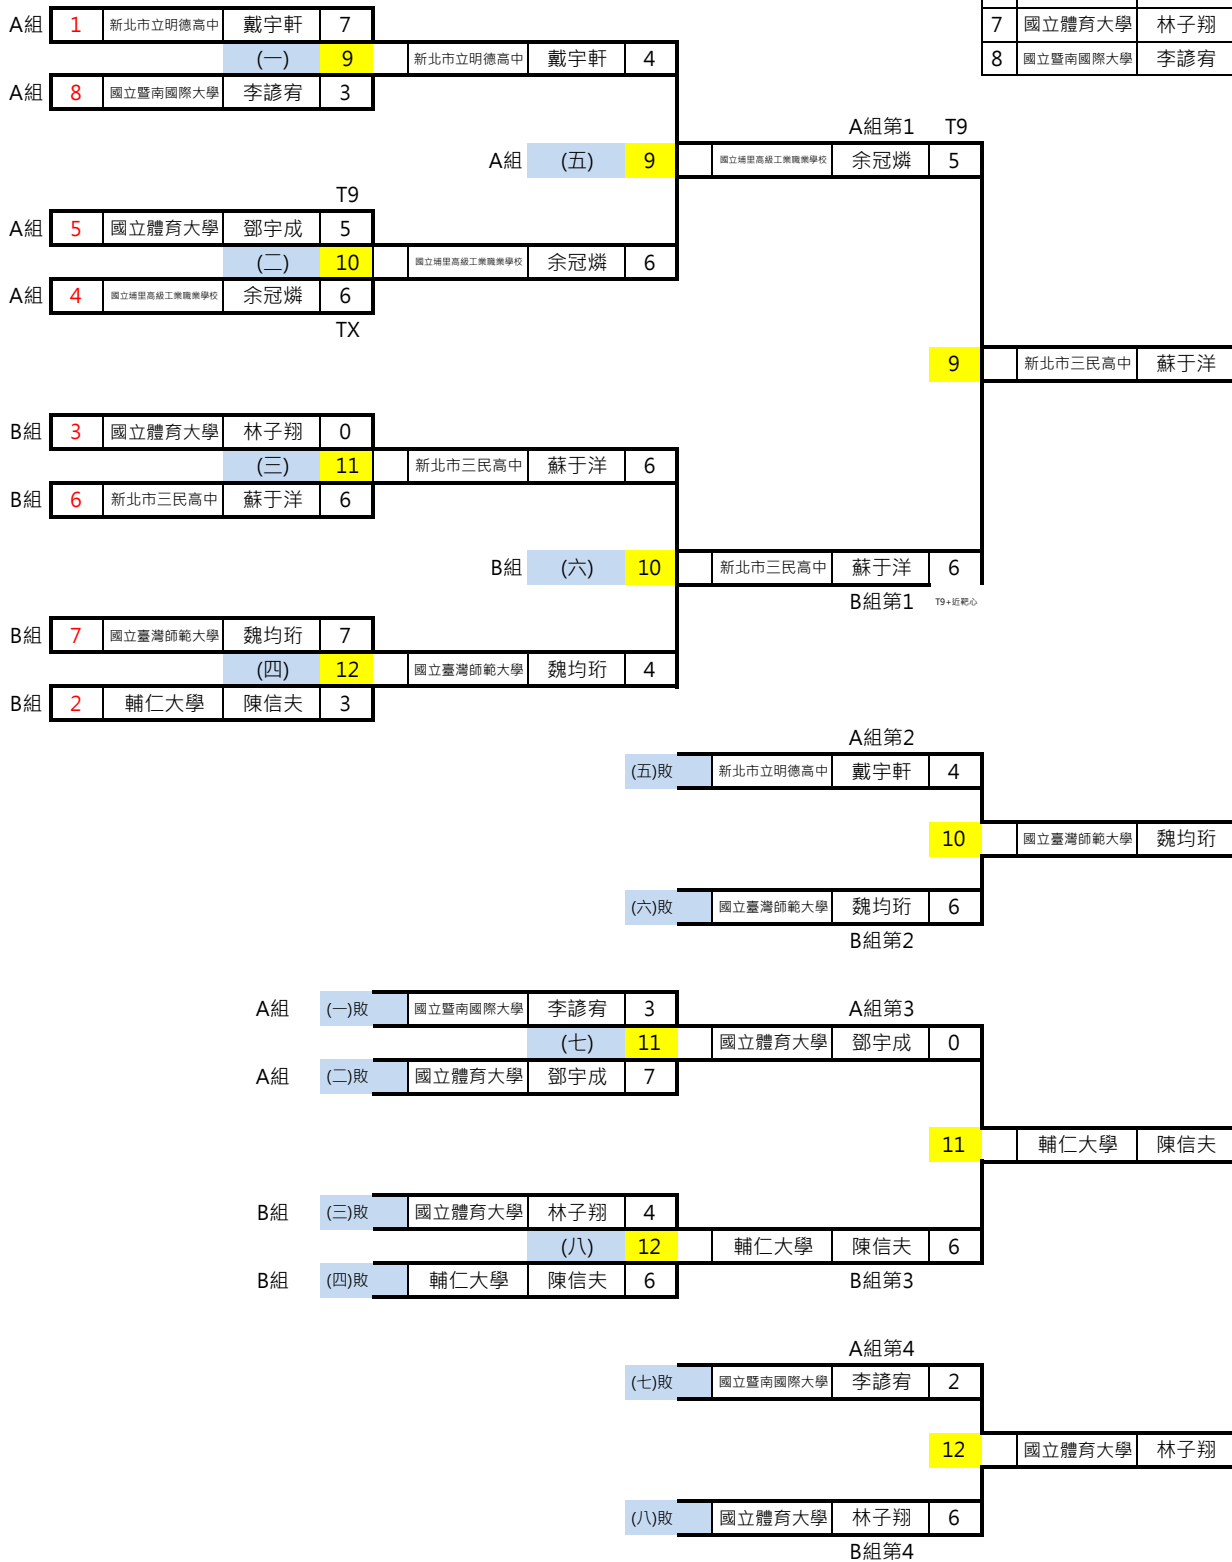 7 國立體育大學 林子翔
A組 1 新北市立明德高中 戴宇軒 7
8 國立暨南國際大學 李諺宥
(一) 9 新北市立明德高中 戴宇軒 4
A組 8 國立暨南國際大學 李諺宥 3
A組第1 T9
A組 (五) 9 國立埔里高級工業職業學校 余冠燐 5
T9
A組 5 國立體育大學 鄧宇成 5
(二) 10 國立埔里高級工業職業學校 余冠燐 6
A組 4 國立埔里高級工業職業學校 余冠燐 6
TX
9 新北市三民高中 蘇于洋
B組 3 國立體育大學 林子翔 0
(三) 11 新北市三民高中 蘇于洋 6
B組 6 新北市三民高中 蘇于洋 6
B組 (六) 10 新北市三民高中 蘇于洋 6
B組第1 T9+近靶心
B組 7 國立臺灣師範大學 魏均珩 7
(四) 12 國立臺灣師範大學 魏均珩 4
B組 2 輔仁大學 陳信夫 3
A組第2
(五)敗 新北市立明德高中 戴宇軒 4
10 國立臺灣師範大學 魏均珩
(六)敗 國立臺灣師範大學 魏均珩 6
B組第2
A組 (一)敗 國立暨南國際大學 李諺宥 3 A組第3
(七) 11 國立體育大學 鄧宇成 0
A組 (二)敗 國立體育大學 鄧宇成 7
11 輔仁大學 陳信夫
B組 (三)敗 國立體育大學 林子翔 4
(八) 12 輔仁大學 陳信夫 6
B組 (四)敗 輔仁大學 陳信夫 6 B組第3
A組第4
(七)敗 國立暨南國際大學 李諺宥 2
12 國立體育大學 林子翔
(八)敗 國立體育大學 林子翔 6
B組第4